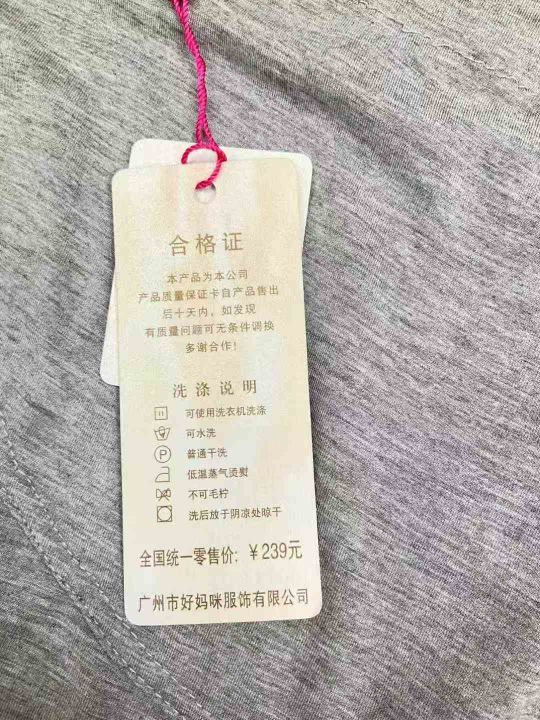 合格证
本产品为本公司
产品质量保证卡自产品售出
后十天内，如发现
有质量问题可无条件调换
多谢合作！
洗涤说明
可使用洗衣机洗涤
可水洗
P 普通干洗
低温蒸气烫熨
不可毛柠
洗后放于阴凉处晾干
全国统一零售价：￥239元
广州市好妈咪服饰有限公司